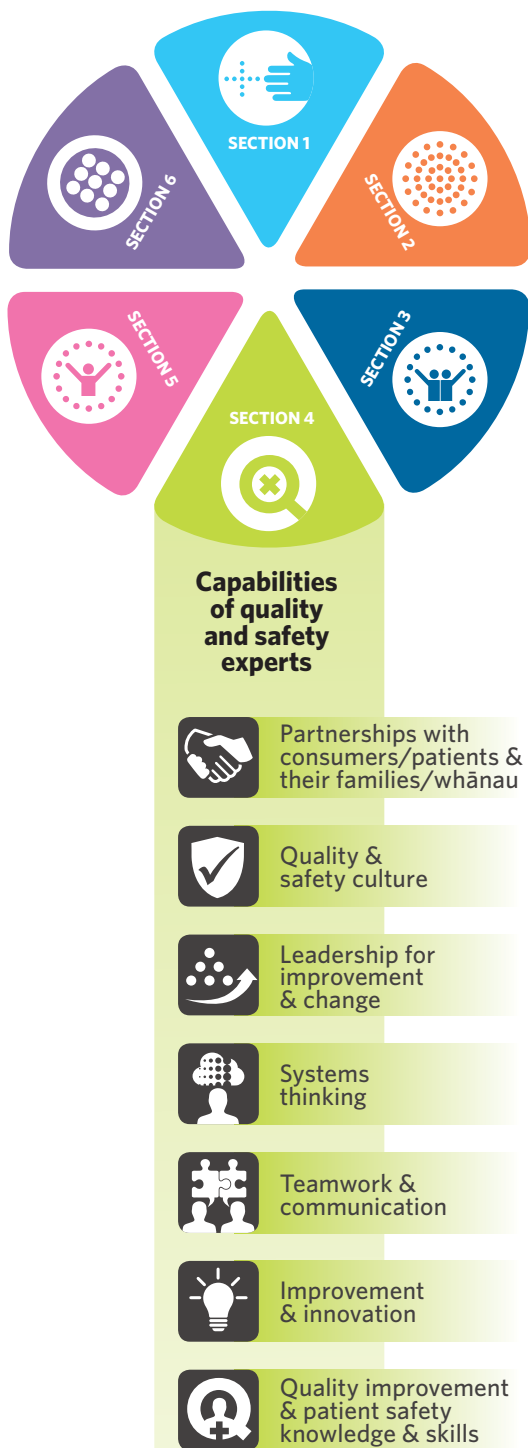 SECTION 1
SECTION 2
SECTION 3
SECTION 4
SECTION 5
SECTION 6
Capabilities
of quality
and safety
experts
Partnerships with
consumers/patients &
their families/whānau
Quality &
safety culture
Leadership for
improvement
& change
Systems
thinking
Teamwork &
communication
Improvement
& innovation
Quality improvement
& patient safety
knowledge & skills